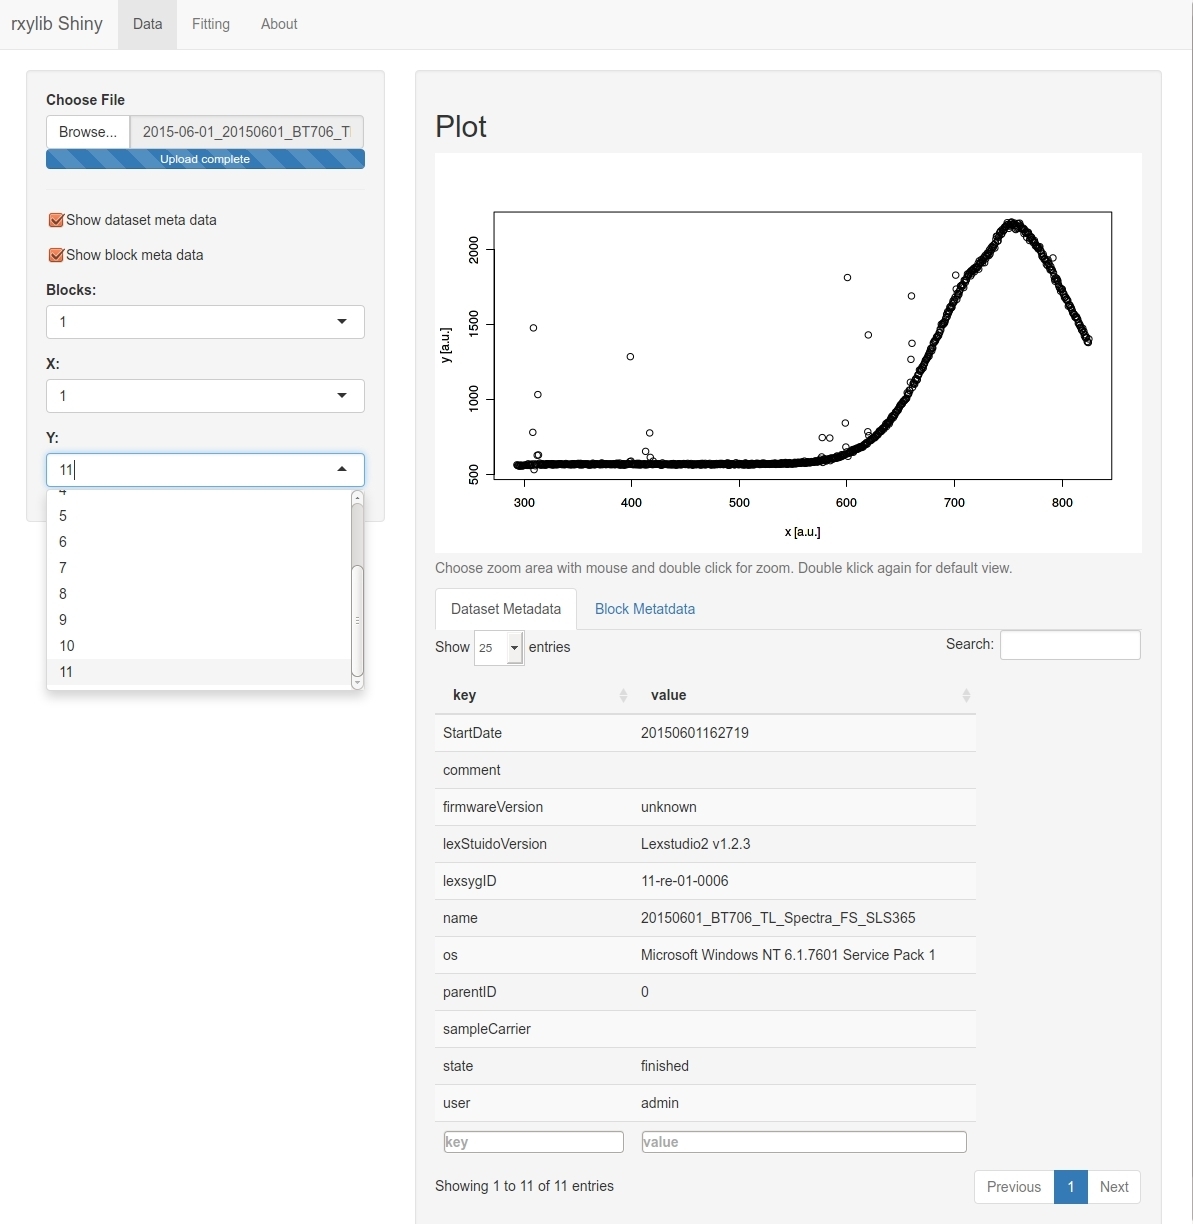 rxylib Shiny Data Fitting About
Choose File
Browse... 2015-06-01_20150601_BT706_T
Upload complete
Show dataset meta data
Show block meta data
Blocks:
1
X:
1
Y:
11
4
5
6
7
8
9
10
11
Plot
y [a.u.]
2000
1500
1000
500
300 400 500 600 700 800
x [a.u.]
Choose zoom area with mouse and double click for zoom. Double klick again for default view.
Dataset Metadata Block Metatdata
Show 25 entries Search:
key value
StartDate 20150601162719
comment
firmwareVersion unknown
lexStuidoVersion Lexstudio2 v1.2.3
lexsygID 11-re-01-0006
name 20150601_BT706_TL_Spectra_FS_SLS365
os Microsoft Windows NT 6.1.7601 Service Pack 1
parentID 0
sampleCarrier
state finished
user admin
key value
Showing 1 to 11 of 11 entries Previous 1 Next